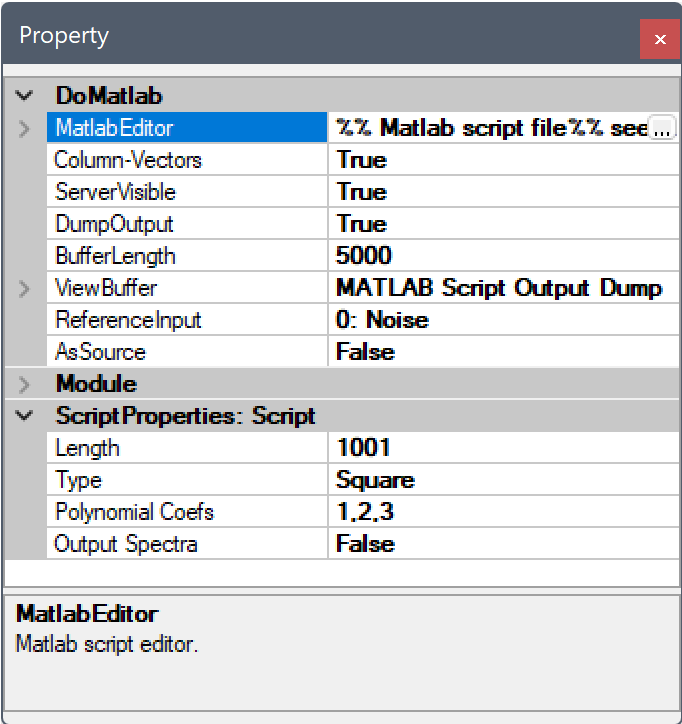 Property
DoMatlab
MatlabEditor %% Matlab script file%% see ...
Column-Vectors True
ServerVisible True
DumpOutput True
BufferLength 5000
ViewBuffer MATLAB Script Output Dump
ReferenceInput 0: Noise
AsSource False
Module
ScriptProperties: Script
Length 1001
Type Square
Polynomial Coefs 1,2,3
Output Spectra False
MatlabEditor
Matlab script editor.